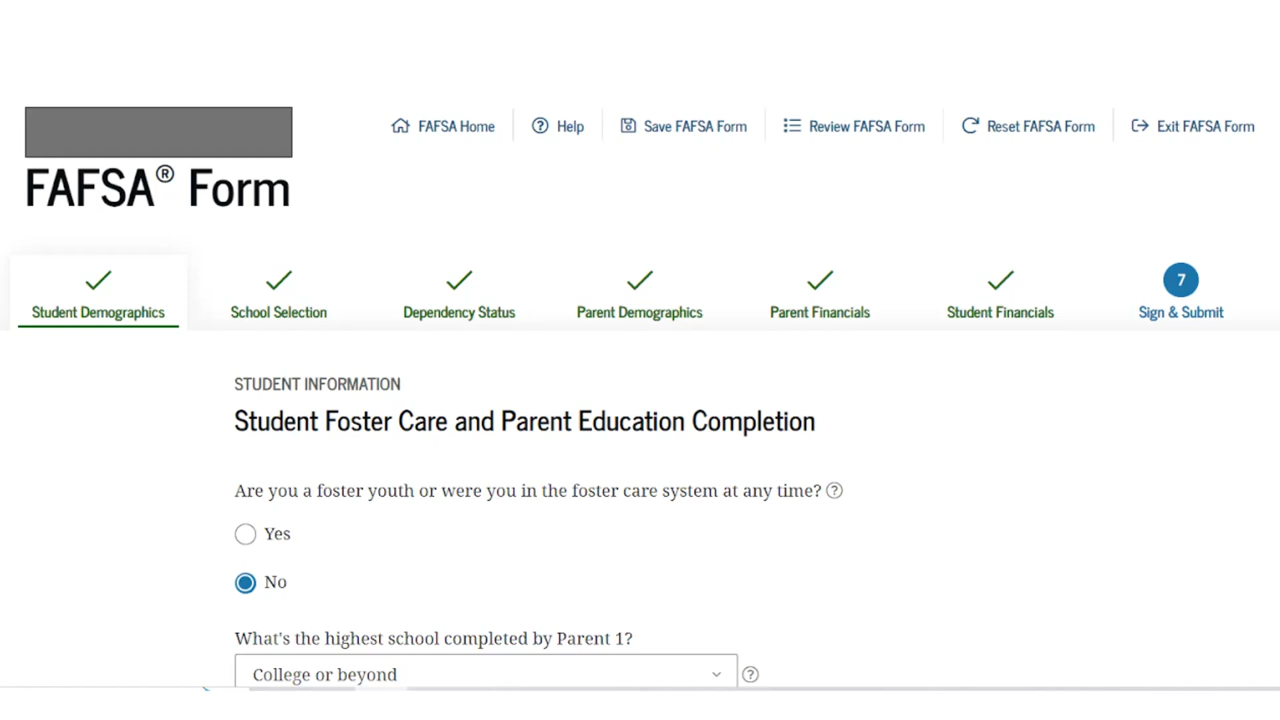 FAFSA Home
Help
Save FAFSA Form
Review FAFSA Form
Reset FAFSA Form
Exit FAFSA Form
FAFSA® Form
Student Demographics
School Selection
Dependency Status
Parent Demographics
Parent Financials
Student Financials
7
Sign & Submit
STUDENT INFORMATION
Student Foster Care and Parent Education Completion
Are you a foster youth or were you in the foster care system at any time? ?
Yes
No
What's the highest school completed by Parent 1?
College or beyond ?